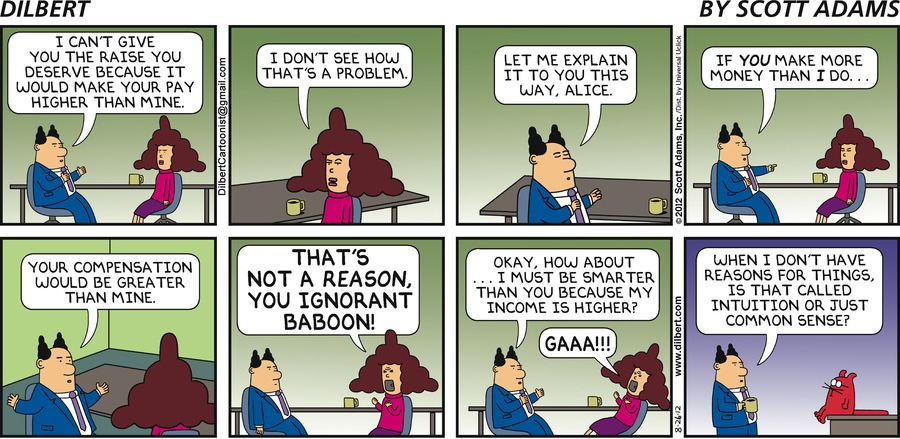 DILBERT
BY SCOTT ADAMS
I CAN'T GIVE
YOU THE RAISE YOU
DESERVE BECAUSE IT
WOULD MAKE YOUR PAY
HIGHER THAN MINE.
DilbertCartoonist@gmail.com
I DON'T SEE HOW
THAT'S A PROBLEM.
LET ME EXPLAIN
IT TO YOU THIS
WAY, ALICE.
©2012 Scott Adams, Inc./Dist. by Universal Uclick
IF YOU MAKE MORE
MONEY THAN I DO...
YOUR COMPENSATION
WOULD BE GREATER
THAN MINE.
THAT'S
NOT A REASON,
YOU IGNORANT
BABOON!
OKAY, HOW ABOUT
...I MUST BE SMARTER
THAN YOU BECAUSE MY
INCOME IS HIGHER?
GAAA!!!
8-26-12
www.dilbert.com
WHEN I DON'T HAVE
REASONS FOR THINGS,
IS THAT CALLED
INTUITION OR JUST
COMMON SENSE?